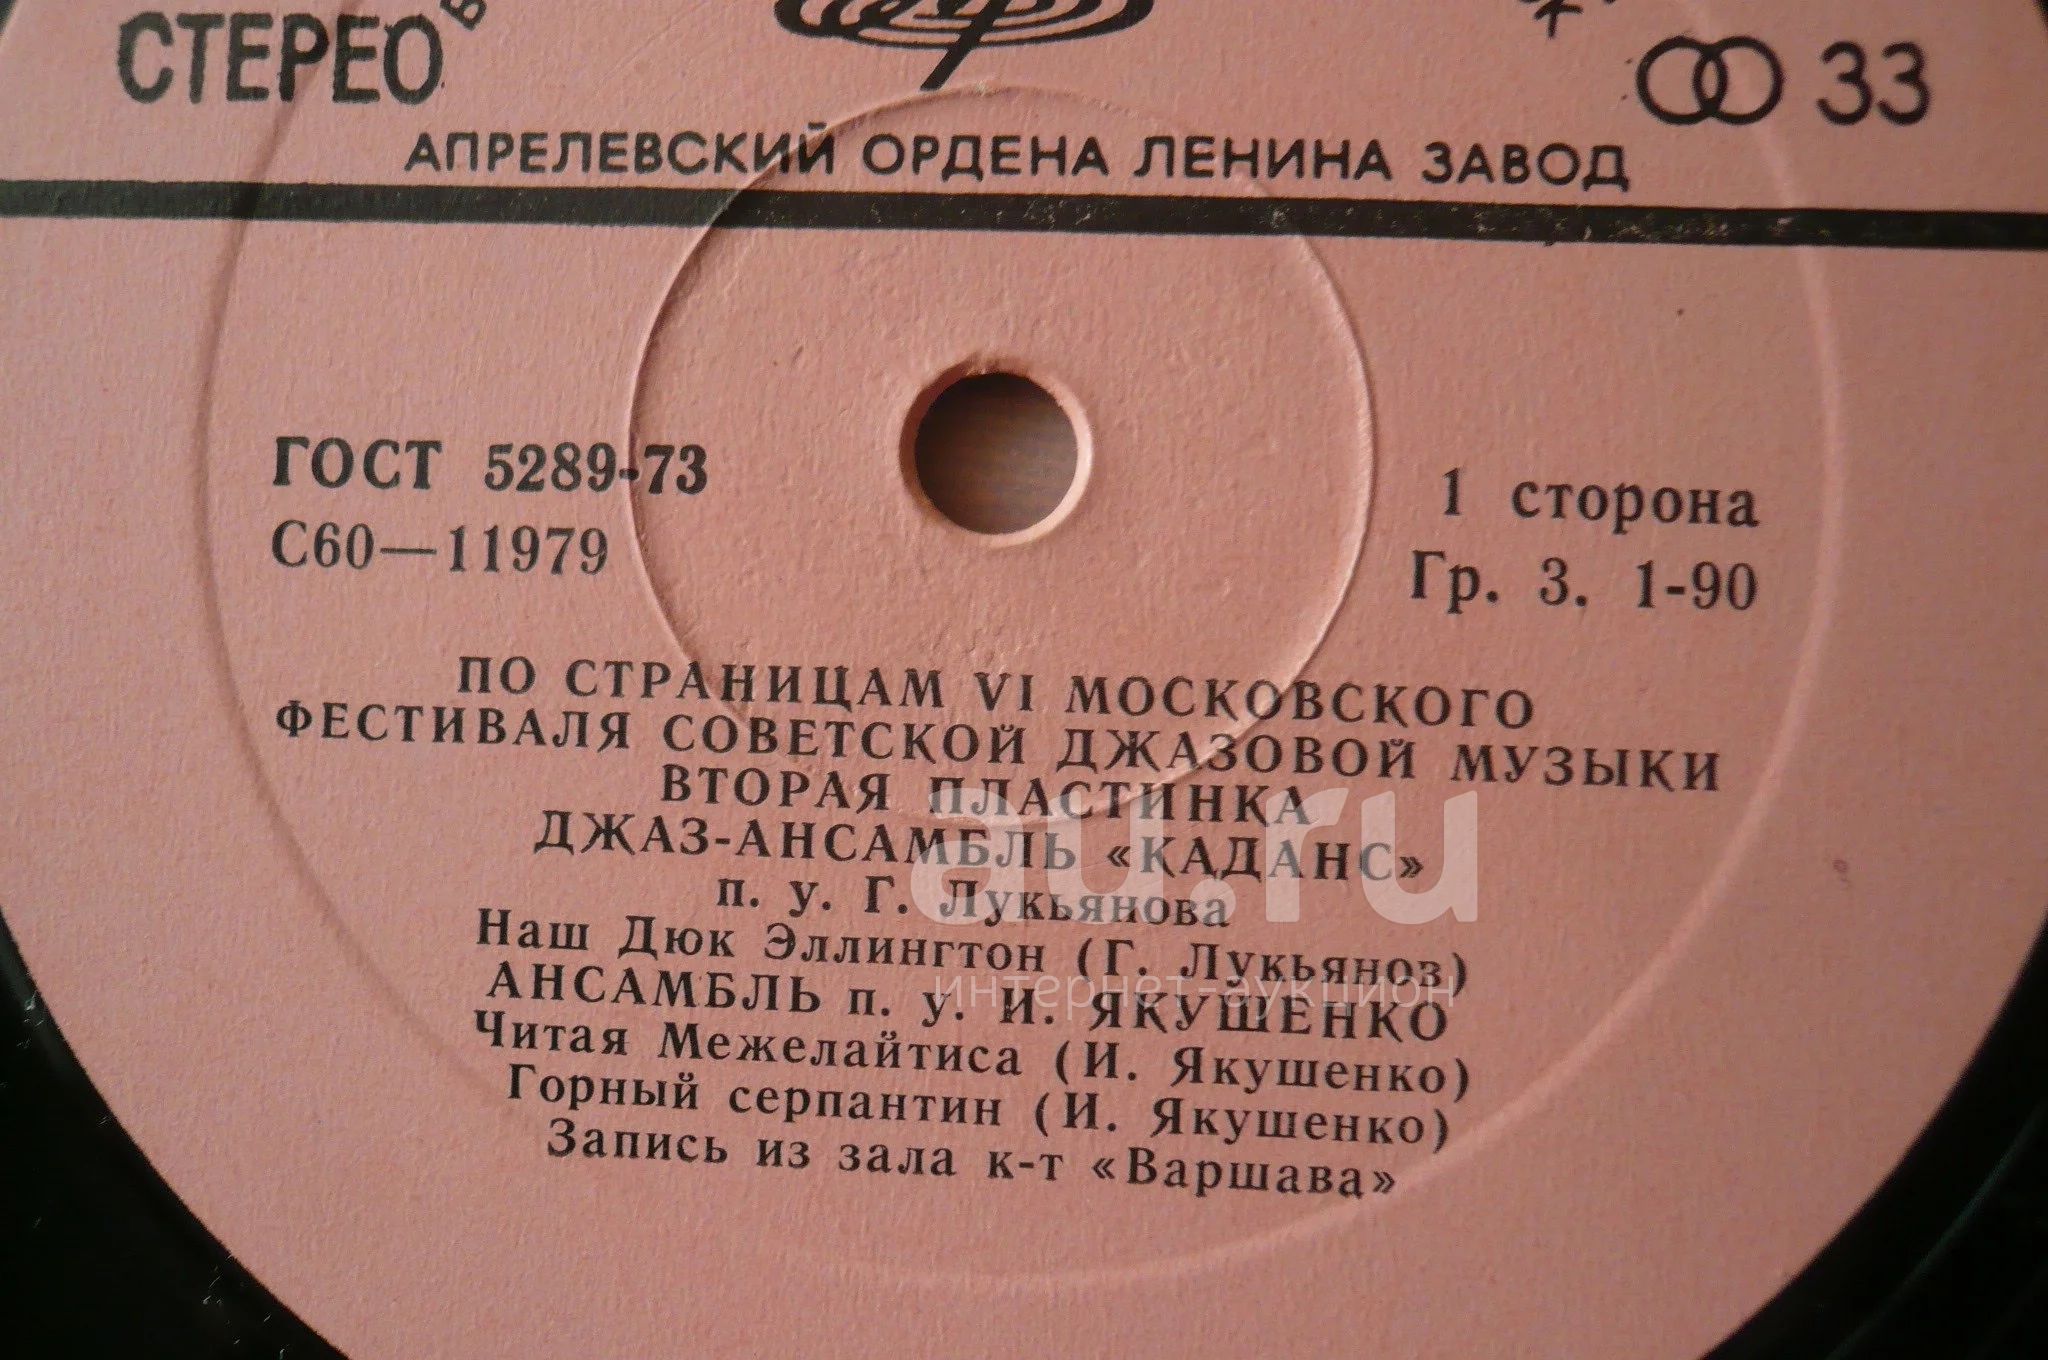 СТЕРЕО
33
АПРЕЛЕВСКИЙ ОРДЕНА ЛЕНИНА ЗАВОД
ГОСТ 5289-73
С60—11979
1 сторона
Гр. 3. 1-90
ПО СТРАНИЦАМ VI МОСКОВСКОГО
ФЕСТИВАЛЯ СОВЕТСКОЙ ДЖАЗОВОЙ МУЗЫКИ
ВТОРАЯ ПЛАСТИНКА
ДЖАЗ-АНСАМБЛЬ «КАДАНС»
п. у. Г. Лукьянова
Наш Дюк Эллингтон (Г. Лукьянов)
АНСАМБЛЬ п. у. И. ЯКУШЕНКО
Читая Межелайтиса (И. Якушенко)
Горный серпантин (И. Якушенко)
Запись из зала к-т «Варшава»
au.ru
интернет-аукцион